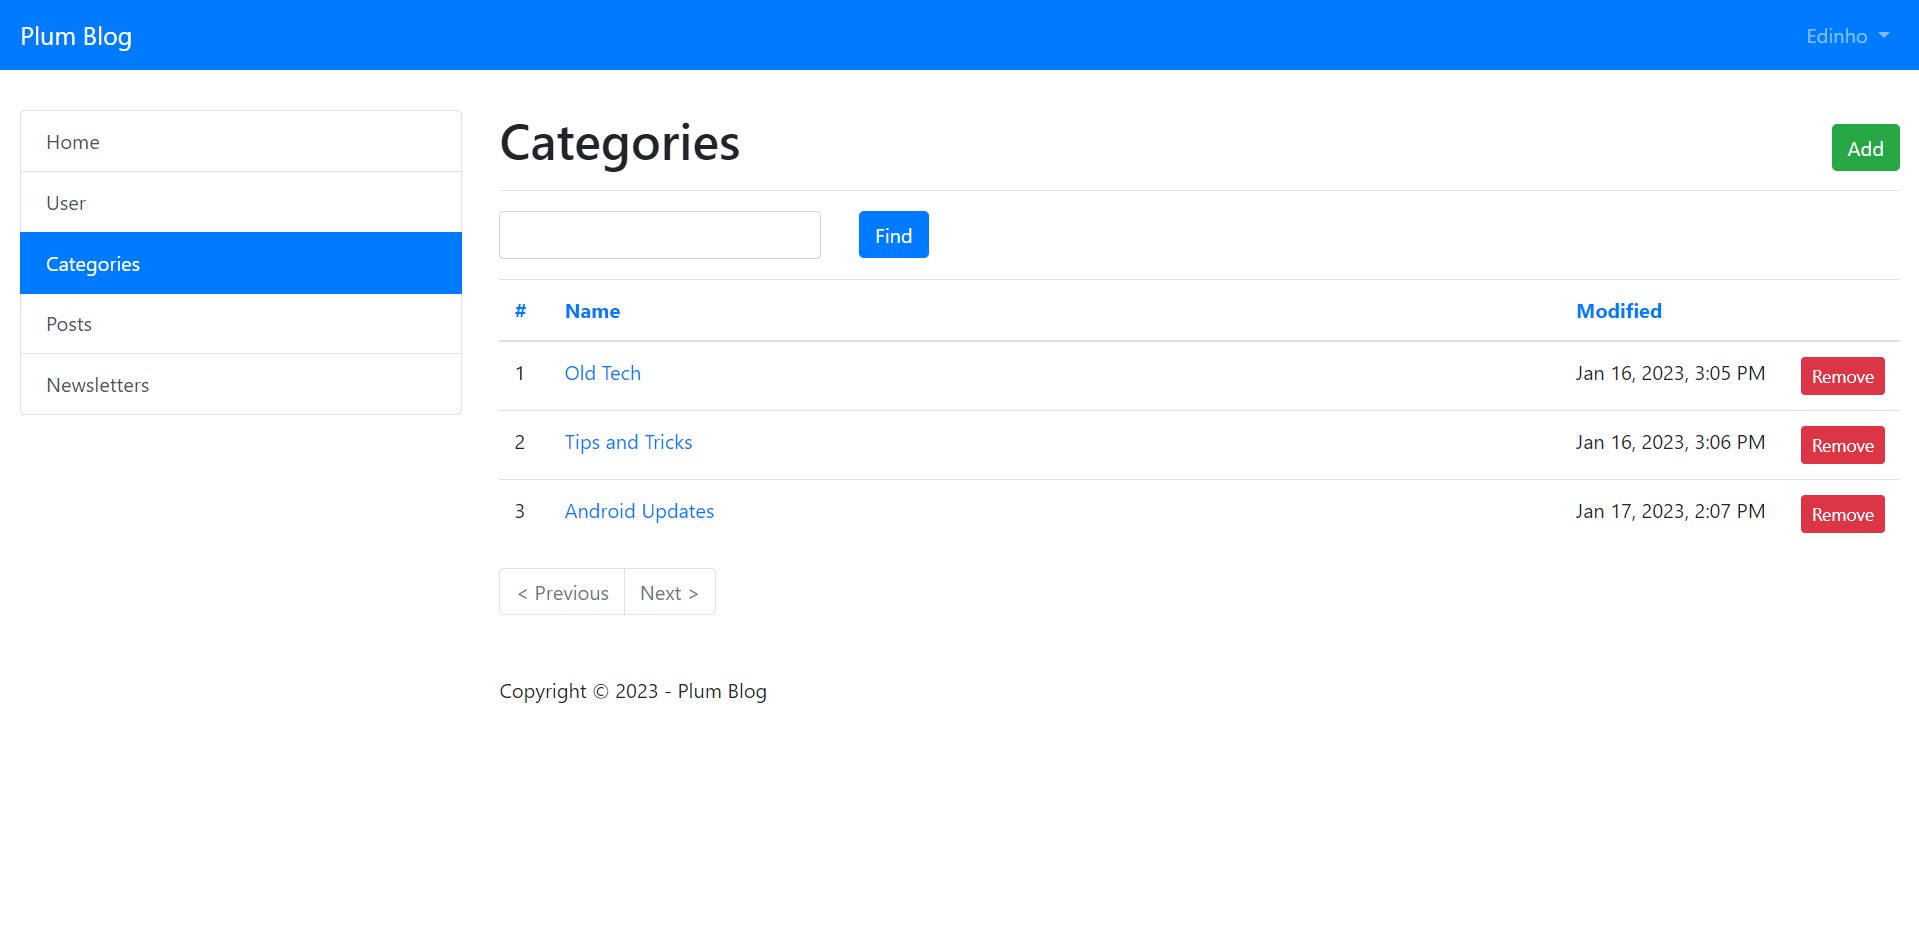 Plum Blog
Edinho
Home
User
Categories
Posts
Newsletters
Categories
Add
Find
# Name Modified
1 Old Tech Jan 16, 2023, 3:05 PM Remove
2 Tips and Tricks Jan 16, 2023, 3:06 PM Remove
3 Android Updates Jan 17, 2023, 2:07 PM Remove
< Previous Next >
Copyright © 2023 - Plum Blog